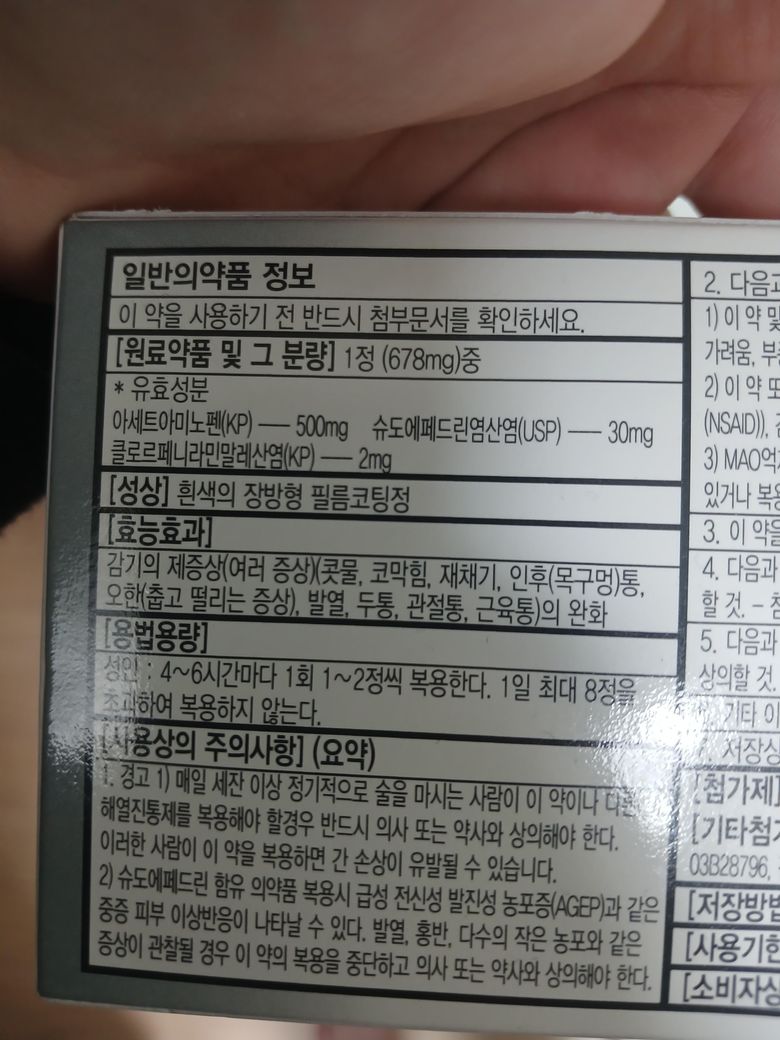 일반의약품 정보
이 약을 사용하기 전 반드시 첨부문서를 확인하세요.
[원료약품 및 그 분량] 1정 (678mg)중
* 유효성분
아세트아미노펜(KP) ── 500mg 슈도에페드린염산염(USP) ── 30mg
클로르페니라민말레산염(KP) ── 2mg
[성상] 흰색의 장방형 필름코팅정
[효능효과]
감기의 제증상(여러 증상)(콧물, 코막힘, 재채기, 인후(목구멍)통,
오한(춥고 떨리는 증상), 발열, 두통, 관절통, 근육통)의 완화
[용법용량]
성인 : 4~6시간마다 1회 1~2정씩 복용한다. 1일 최대 8정을
초과하여 복용하지 않는다.
[사용상의 주의사항] (요약)
1. 경고 1) 매일 세잔 이상 정기적으로 술을 마시는 사람이 이 약이나 다른
해열진통제를 복용해야 할경우 반드시 의사 또는 약사와 상의해야 한다.
이러한 사람이 이 약을 복용하면 간 손상이 유발될 수 있습니다.
2) 슈도에페드린 함유 의약품 복용시 급성 전신성 발진성 농포증(AGEP)과 같은
중증 피부 이상반응이 나타날 수 있다. 발열, 홍반, 다수의 작은 농포와 같은
증상이 관찰될 경우 이 약의 복용을 중단하고 의사 또는 약사와 상의해야 한다.
2. 다음과
1) 이 약 및
가려움, 부
2) 이 약 또
(NSAID)),
3) MAO억
있거나 복용
3. 이 약을
4. 다음과
할 것. -
5. 다음과
상의할 것
기타 이
저장상
[첨가제]
[기타첨가
03B28796,
[저장방법
[사용기한
[소비자상